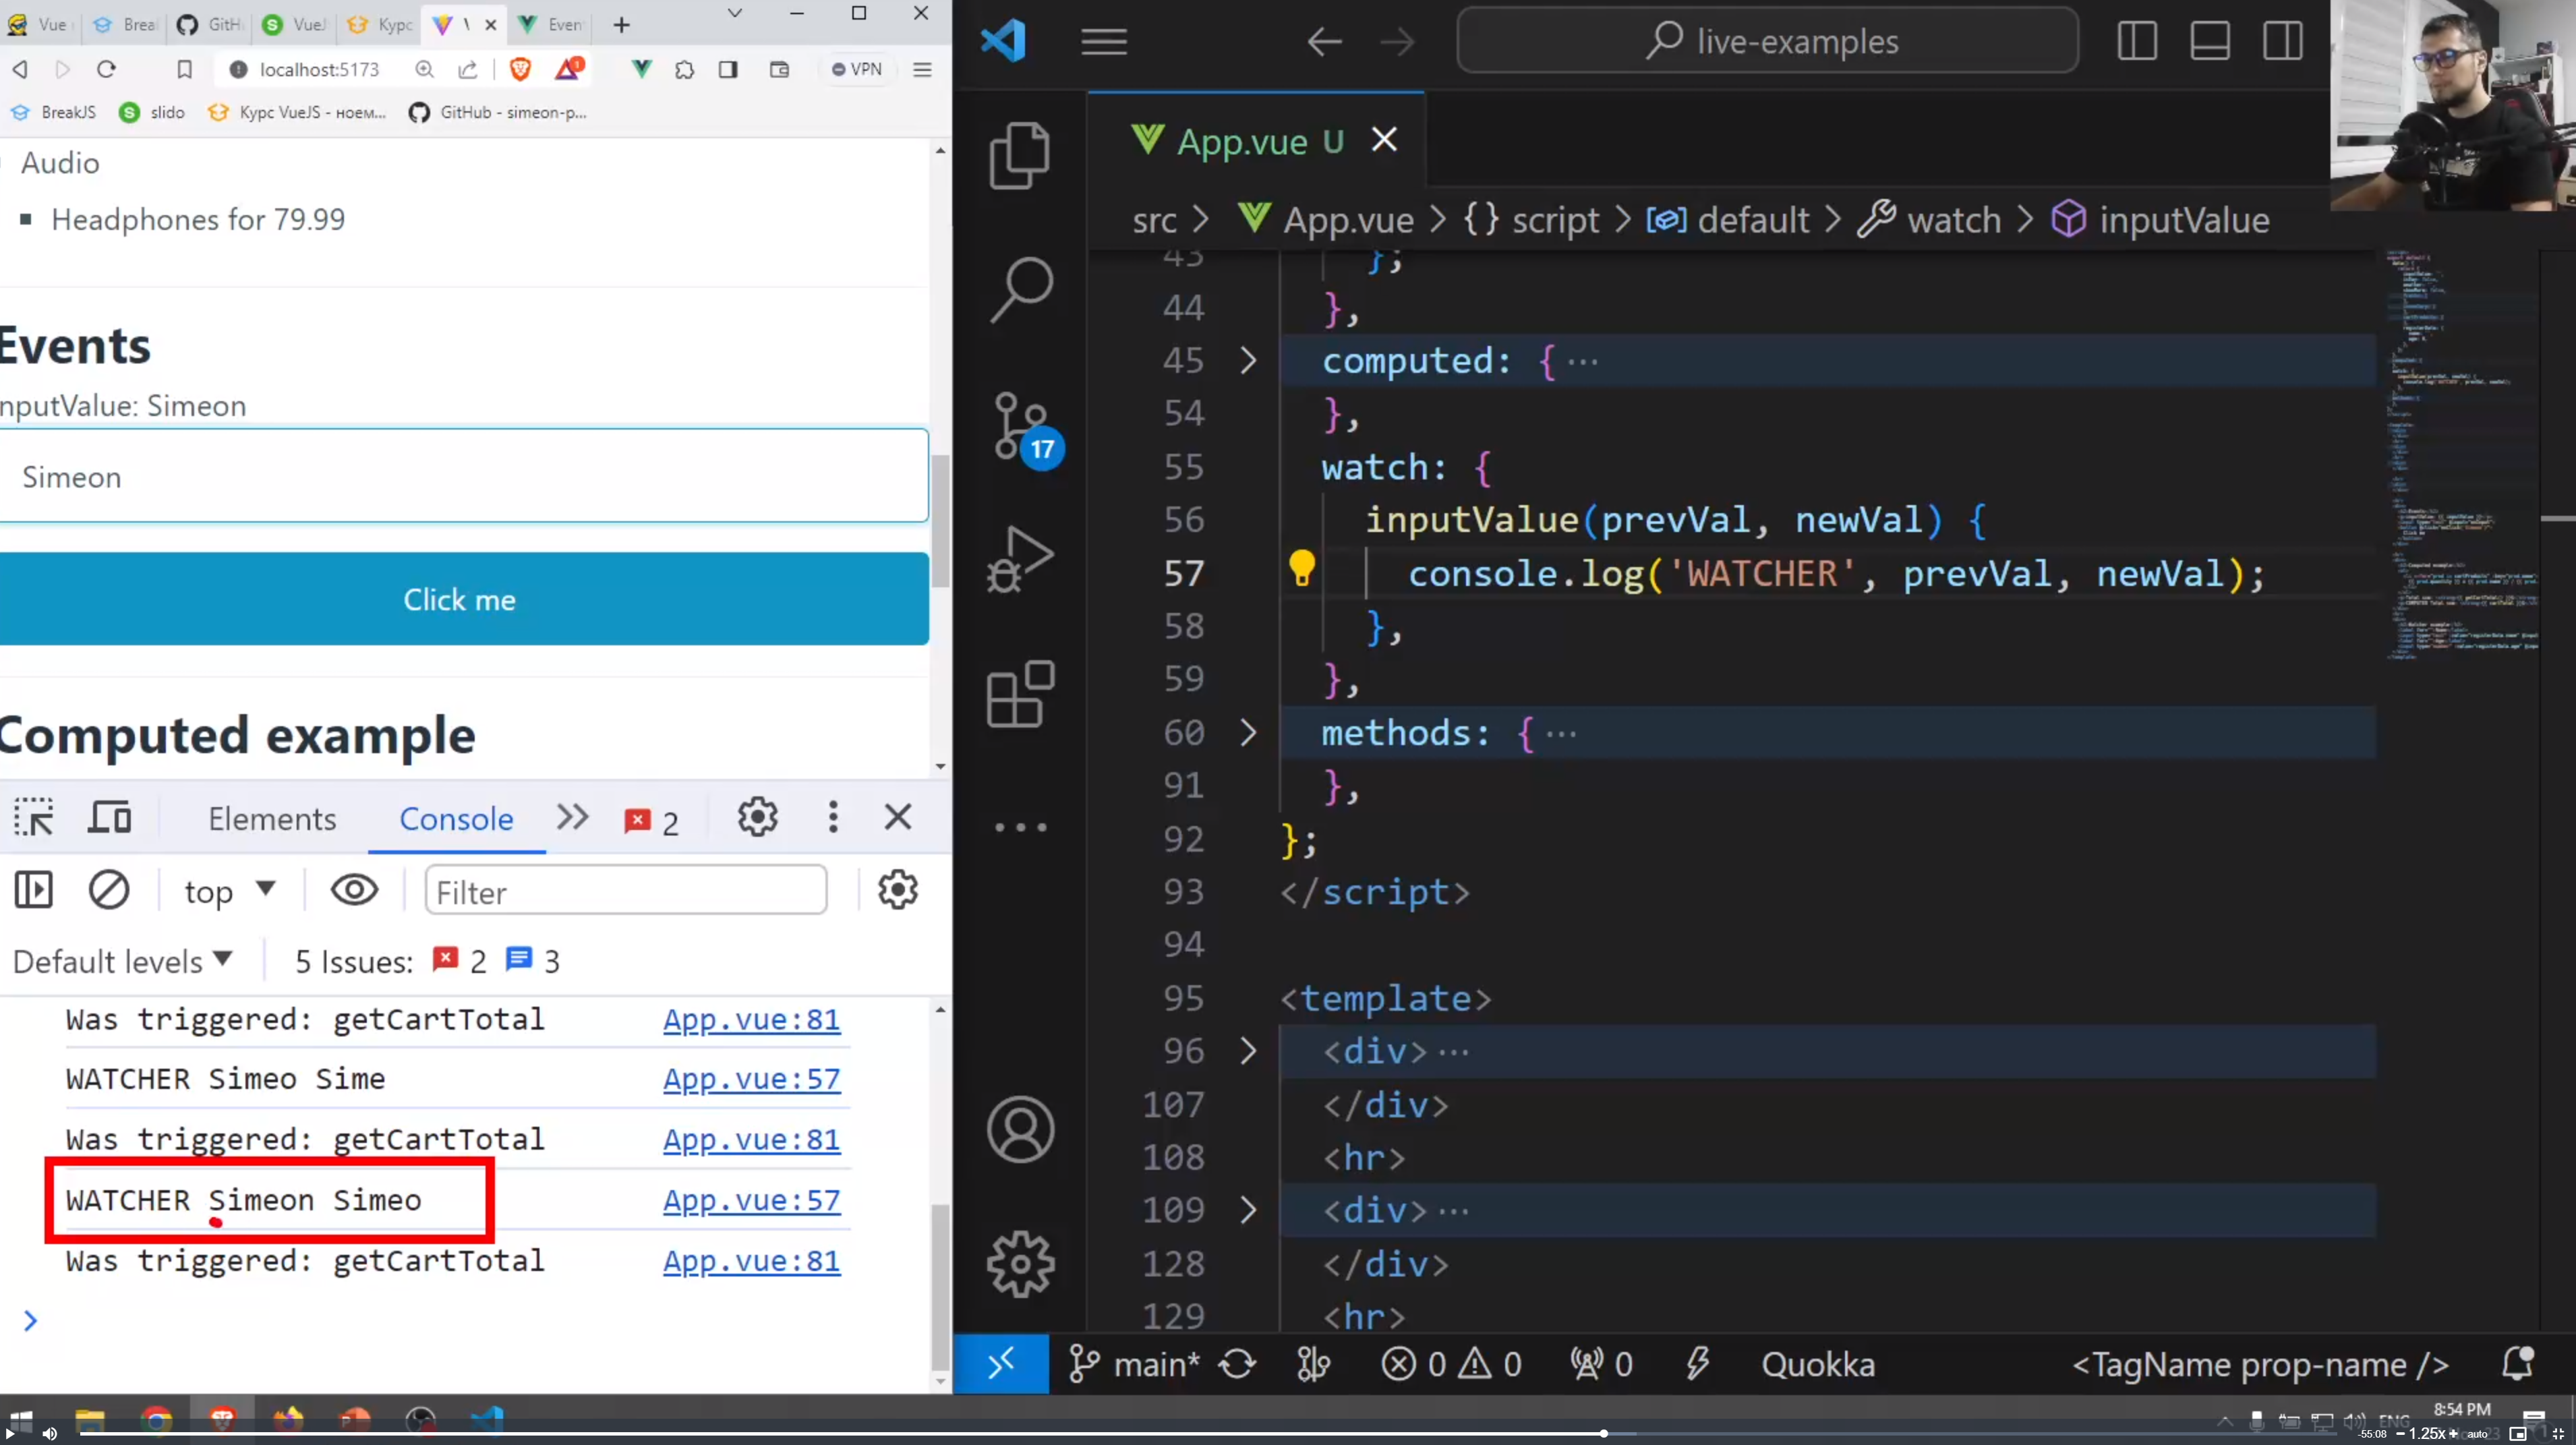 Vue
Brea
GitH
VueJ
Курс
V
Even
localhost:5173
1
VPN
BreakJS
slido
Курс VueJS - ноем...
GitHub - simeon-p...
Audio
Headphones for 79.99
Events
nputValue: Simeon
Simeon
Click me
Computed example
Elements
Console
2
top
Filter
Default levels
5 Issues:
2
3
Was triggered: getCartTotal App.vue:81
WATCHER Simeo Sime App.vue:57
Was triggered: getCartTotal App.vue:81
WATCHER Simeon Simeo App.vue:57
Was triggered: getCartTotal App.vue:81
live-examples
App.vue U
src > App.vue > {} script > default > watch > inputValue
17
43 };
44 },
45 computed: { ...
54 },
55 watch: {
56 inputValue(prevVal, newVal) {
57 console.log('WATCHER', prevVal, newVal);
58 },
59 },
60 methods: { ...
91 },
92 };
93 </script>
94
95 <template>
96 <div> ...
107 </div>
108 <hr>
109 <div> ...
128 </div>
129 <hr>
main*
0
0
0
Quokka
<TagName prop-name />
ENG
8:54 PM
-55:08
1.25x
auto